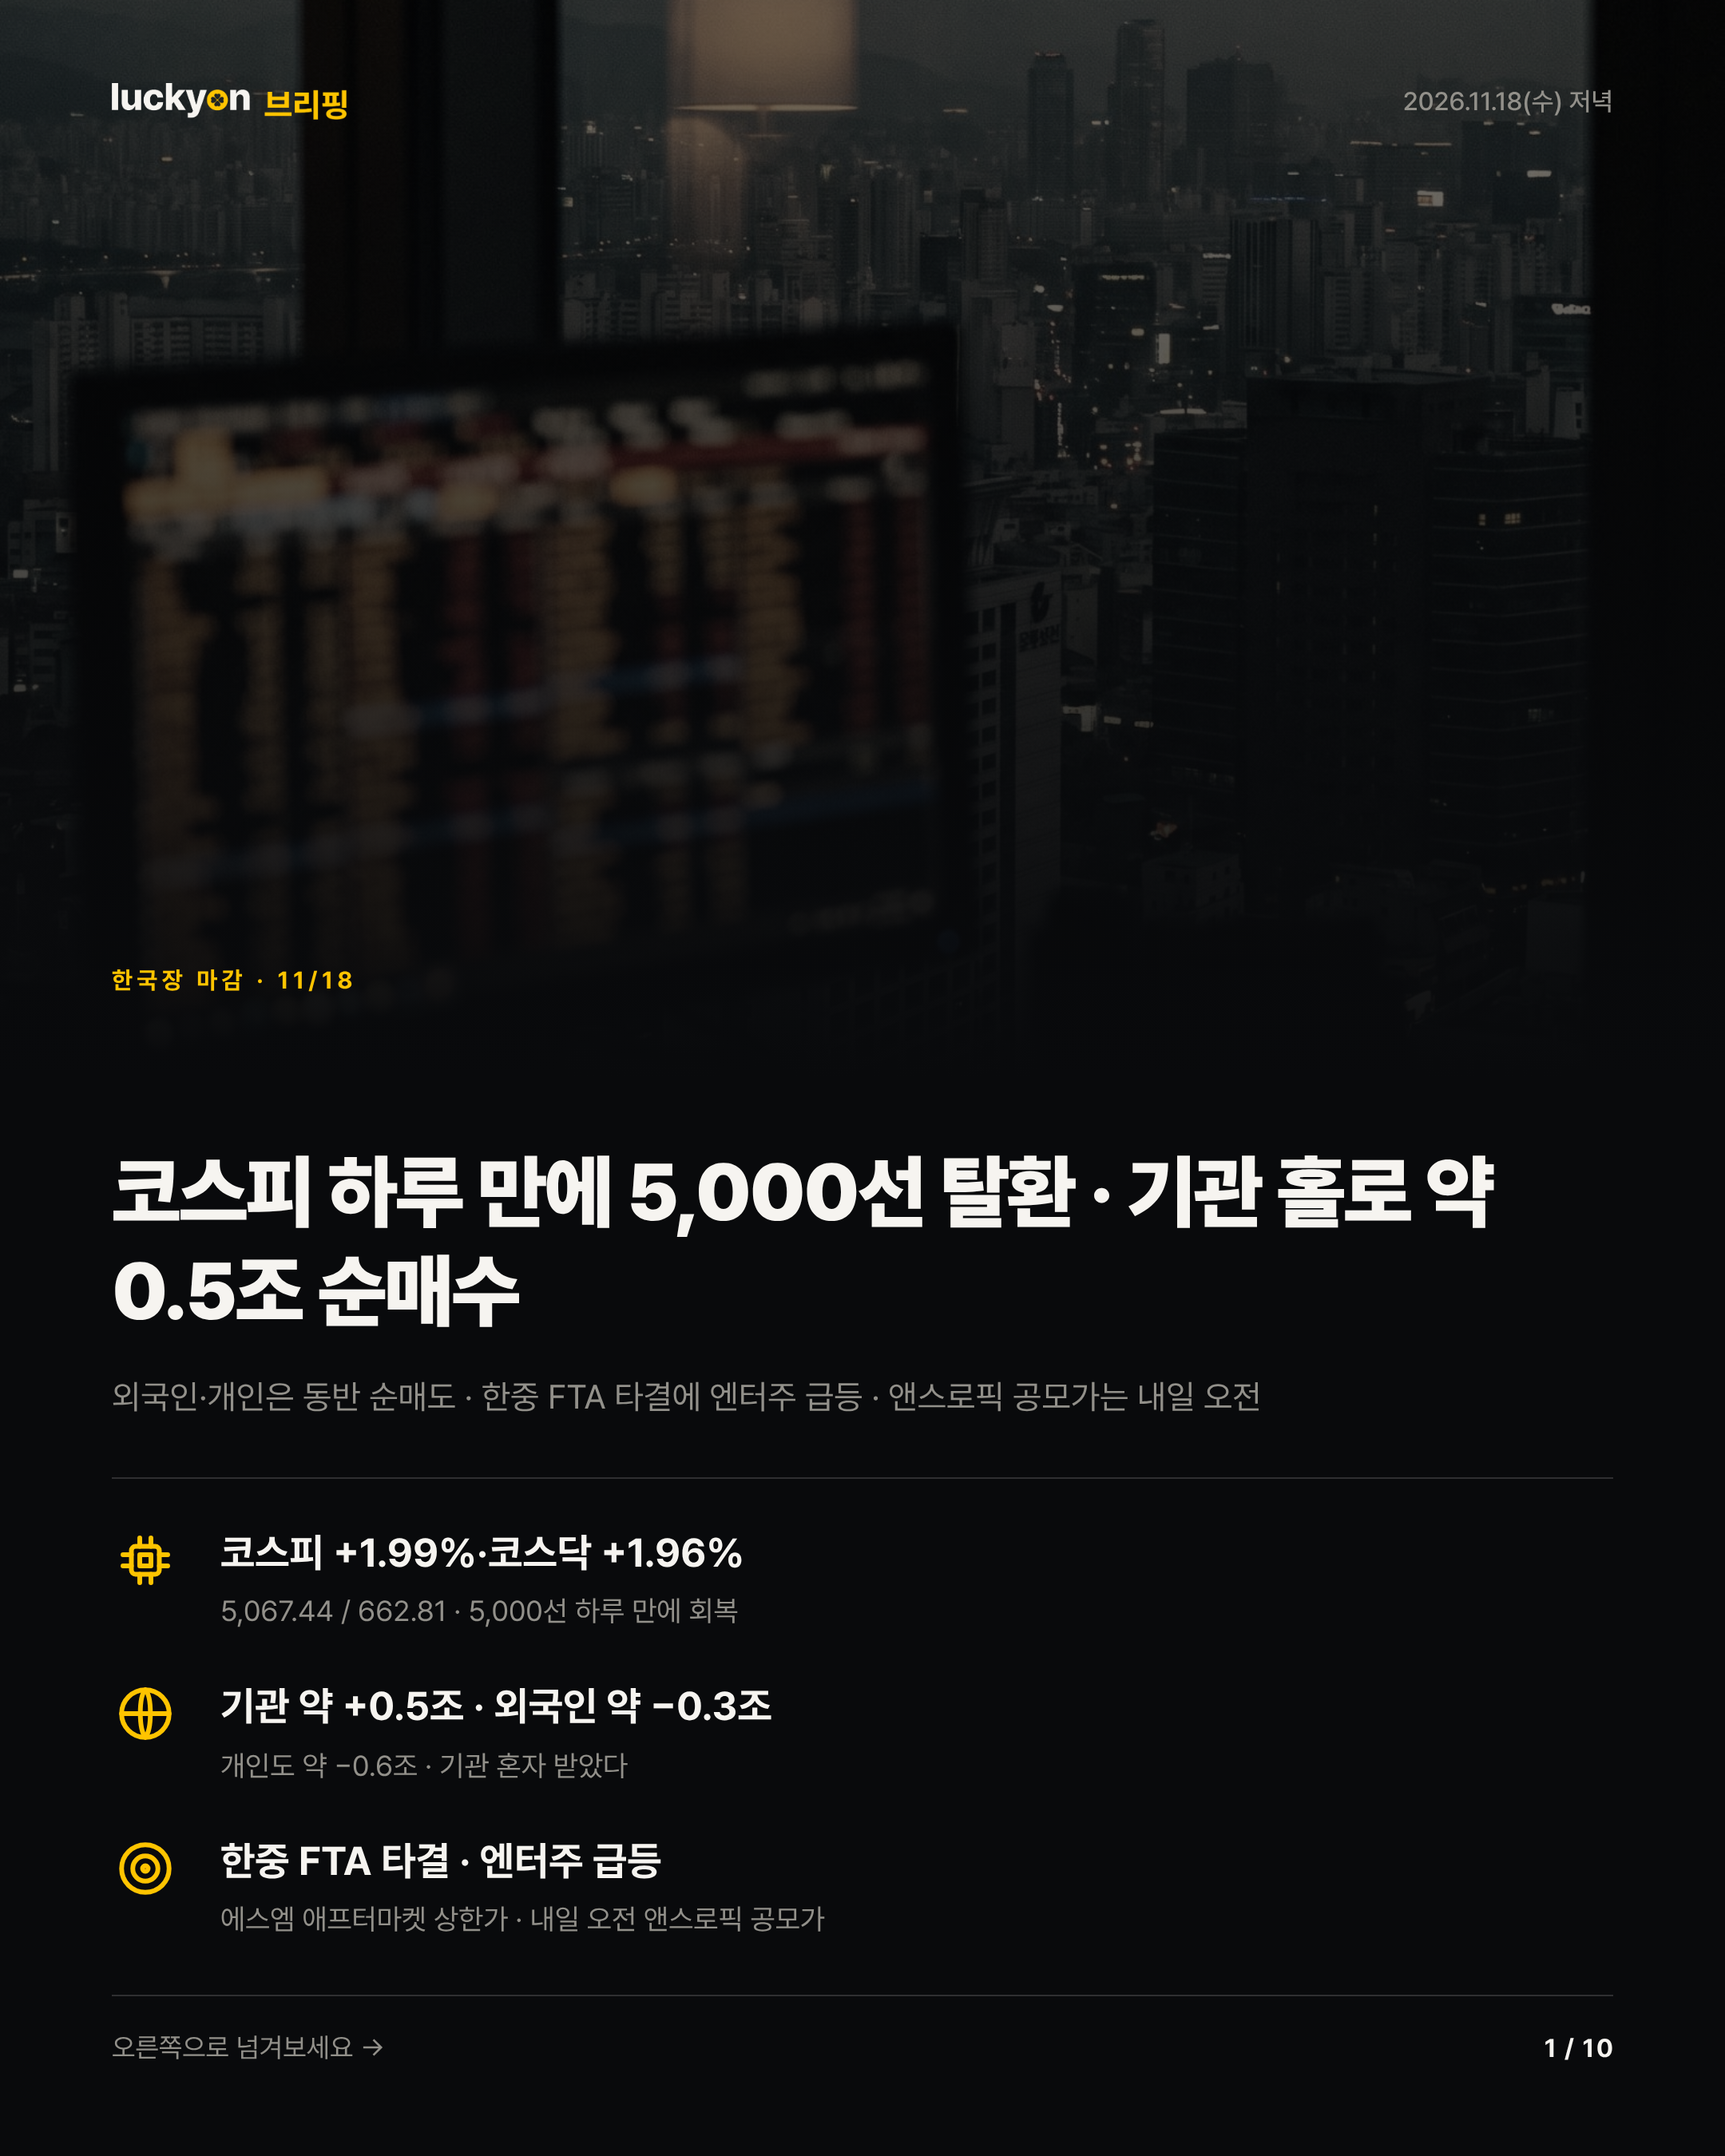 luckyon 브리핑
2026.11.18(수) 저녁
한국장 마감 · 11/18
코스피 하루 만에 5,000선 탈환 · 기관 홀로 약
0.5조 순매수
외국인·개인은 동반 순매도 · 한중 FTA 타결에 엔터주 급등 · 앤스로픽 공모가는 내일 오전
코스피 +1.99%·코스닥 +1.96%
5,067.44 / 662.81 · 5,000선 하루 만에 회복
기관 약 +0.5조 · 외국인 약 −0.3조
개인도 약 −0.6조 · 기관 혼자 받았다
한중 FTA 타결 · 엔터주 급등
에스엠 애프터마켓 상한가 · 내일 오전 앤스로픽 공모가
오른쪽으로 넘겨보세요 →
1 / 10